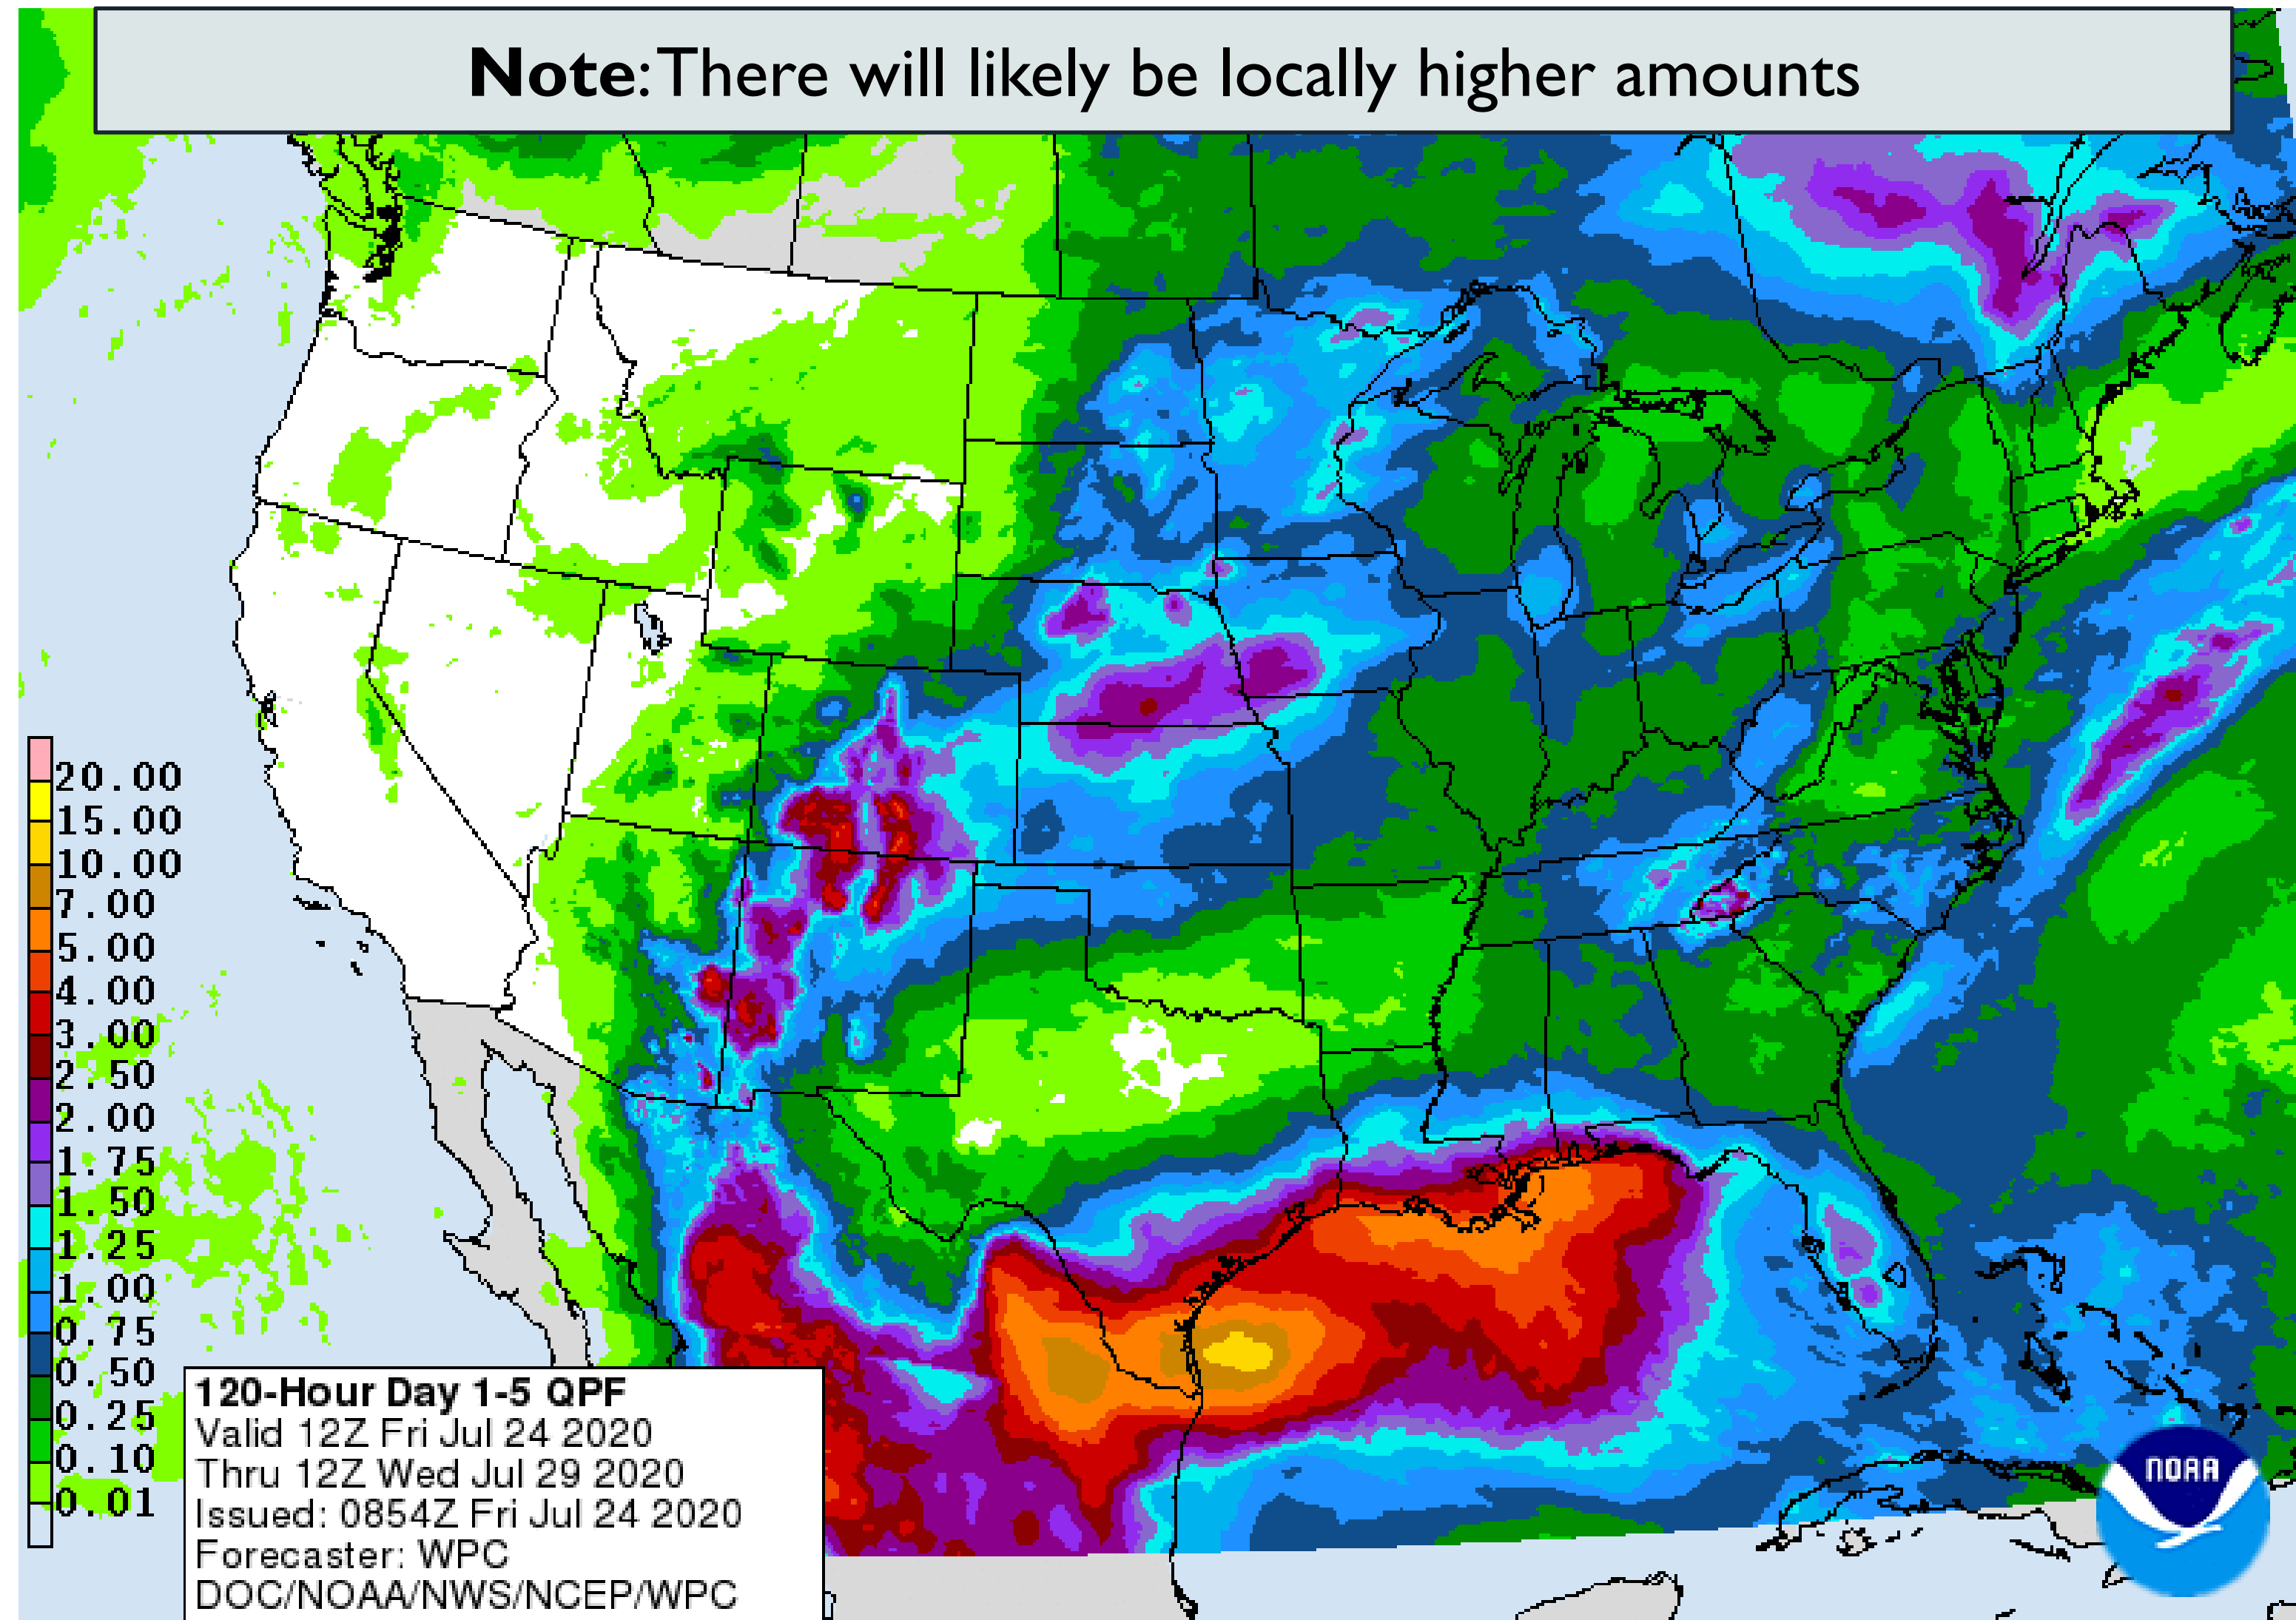 Note: There will likely be locally higher amounts
20.00
15.00
10.00
7.00
5.00
4.00
3.00
2.50
2.00
1.75
1.50
1.25
1.00
0.75
0.50
0.25
0.10
0.01
120-Hour Day 1-5 QPF
Valid 12Z Fri Jul 24 2020
Thru 12Z Wed Jul 29 2020
Issued: 0854Z Fri Jul 24 2020
Forecaster: WPC
DOC/NOAA/NWS/NCEP/WPC
NOAA